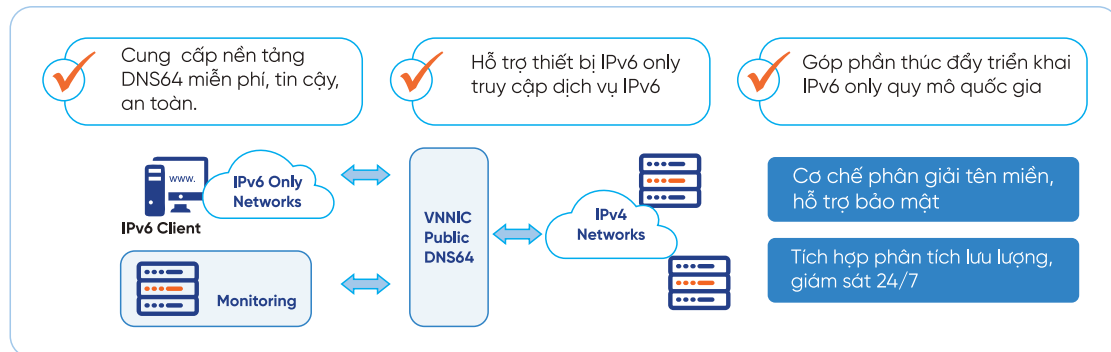 Cung cấp nền tảng
DNS64 miễn phí, tin cậy,
an toàn.
Hỗ trợ thiết bị IPv6 only
truy cập dịch vụ IPv6
Góp phần thúc đẩy triển khai
IPv6 only quy mô quốc gia
www.
IPv6 Only
Networks
IPv6 Client
Monitoring
VNNIC
Public
DNS64
IPv4
Networks
Cơ chế phân giải tên miền,
hỗ trợ bảo mật
Tích hợp phân tích lưu lượng,
giám sát 24/7